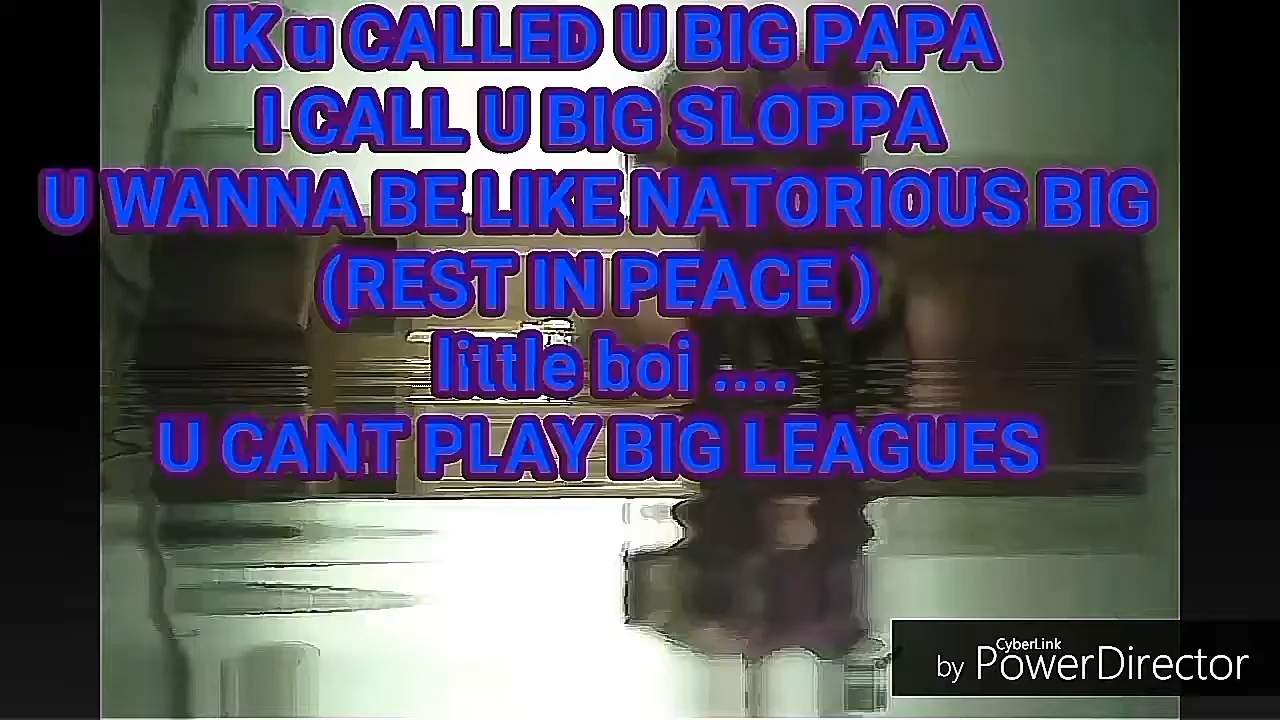 IK u CALLED U BIG PAPA
I CALL U BIG SLOPPA
U WANNA BE LIKE NATORIOUS BIG
(REST IN PEACE )
little boi ....
U CANT PLAY BIG LEAGUES
CyberLink
by PowerDirector